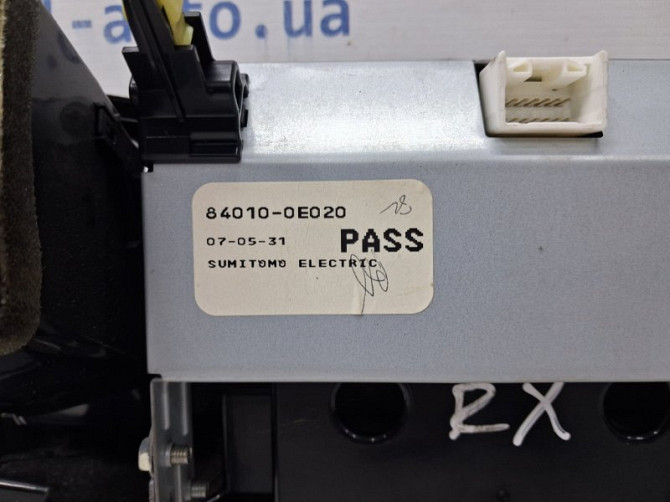 l-auto.ua
84010-0E020
07-05-31 PASS
SUMITOMO ELECTRIC
RX